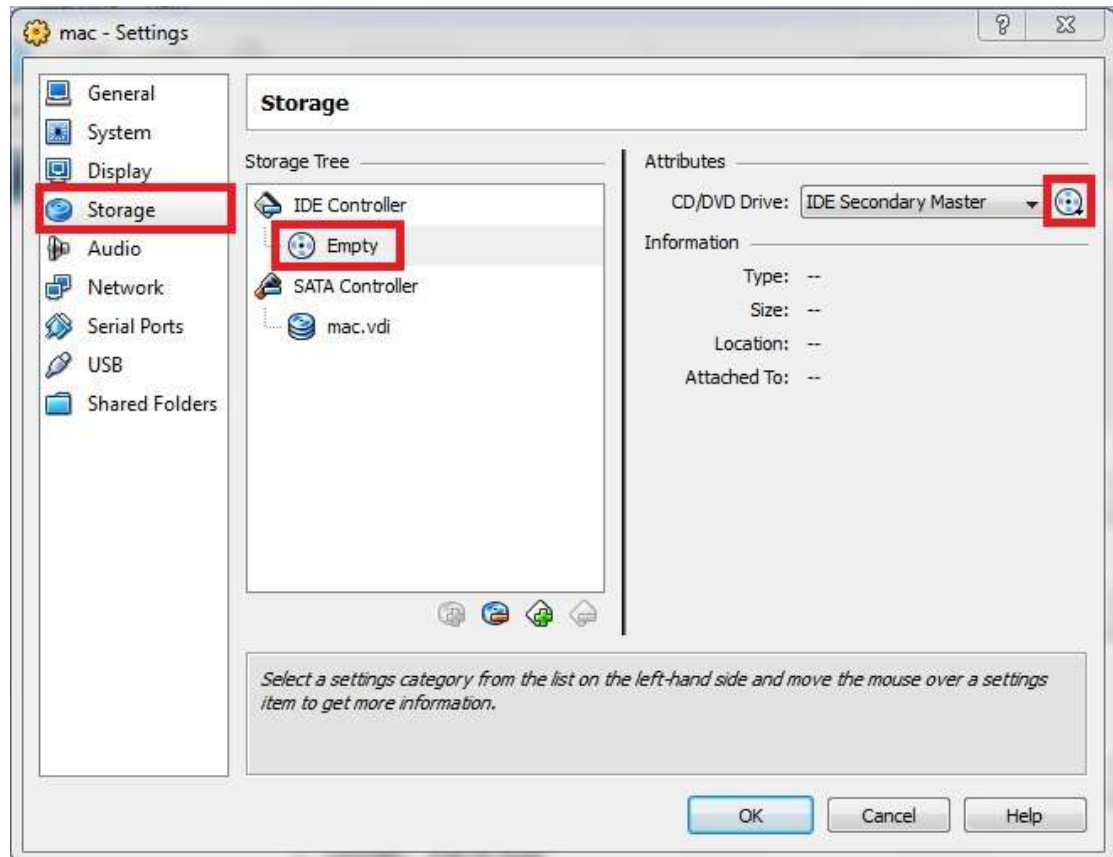 mac - Settings
General
System
Display
Storage
Audio
Network
Serial Ports
USB
Shared Folders
Storage
Storage Tree
IDE Controller
Empty
SATA Controller
mac.vdi
Attributes
CD/DVD Drive: IDE Secondary Master
Information
Type: --
Size: --
Location: --
Attached To: --
Select a settings category from the list on the left-hand side and move the mouse over a settings
item to get more information.
OK Cancel Help